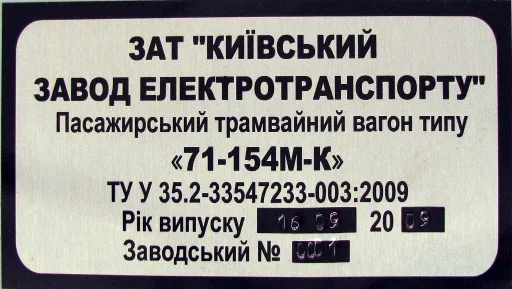 ЗАТ "КИЇВСЬКИЙ
ЗАВОД ЕЛЕКТРОТРАНСПОРТУ"
Пасажирський трамвайний вагон типу
«71-154М-К»
ТУ У 35.2-33547233-003:2009
Рік випуску 16 09 20 09
Заводський № 0001